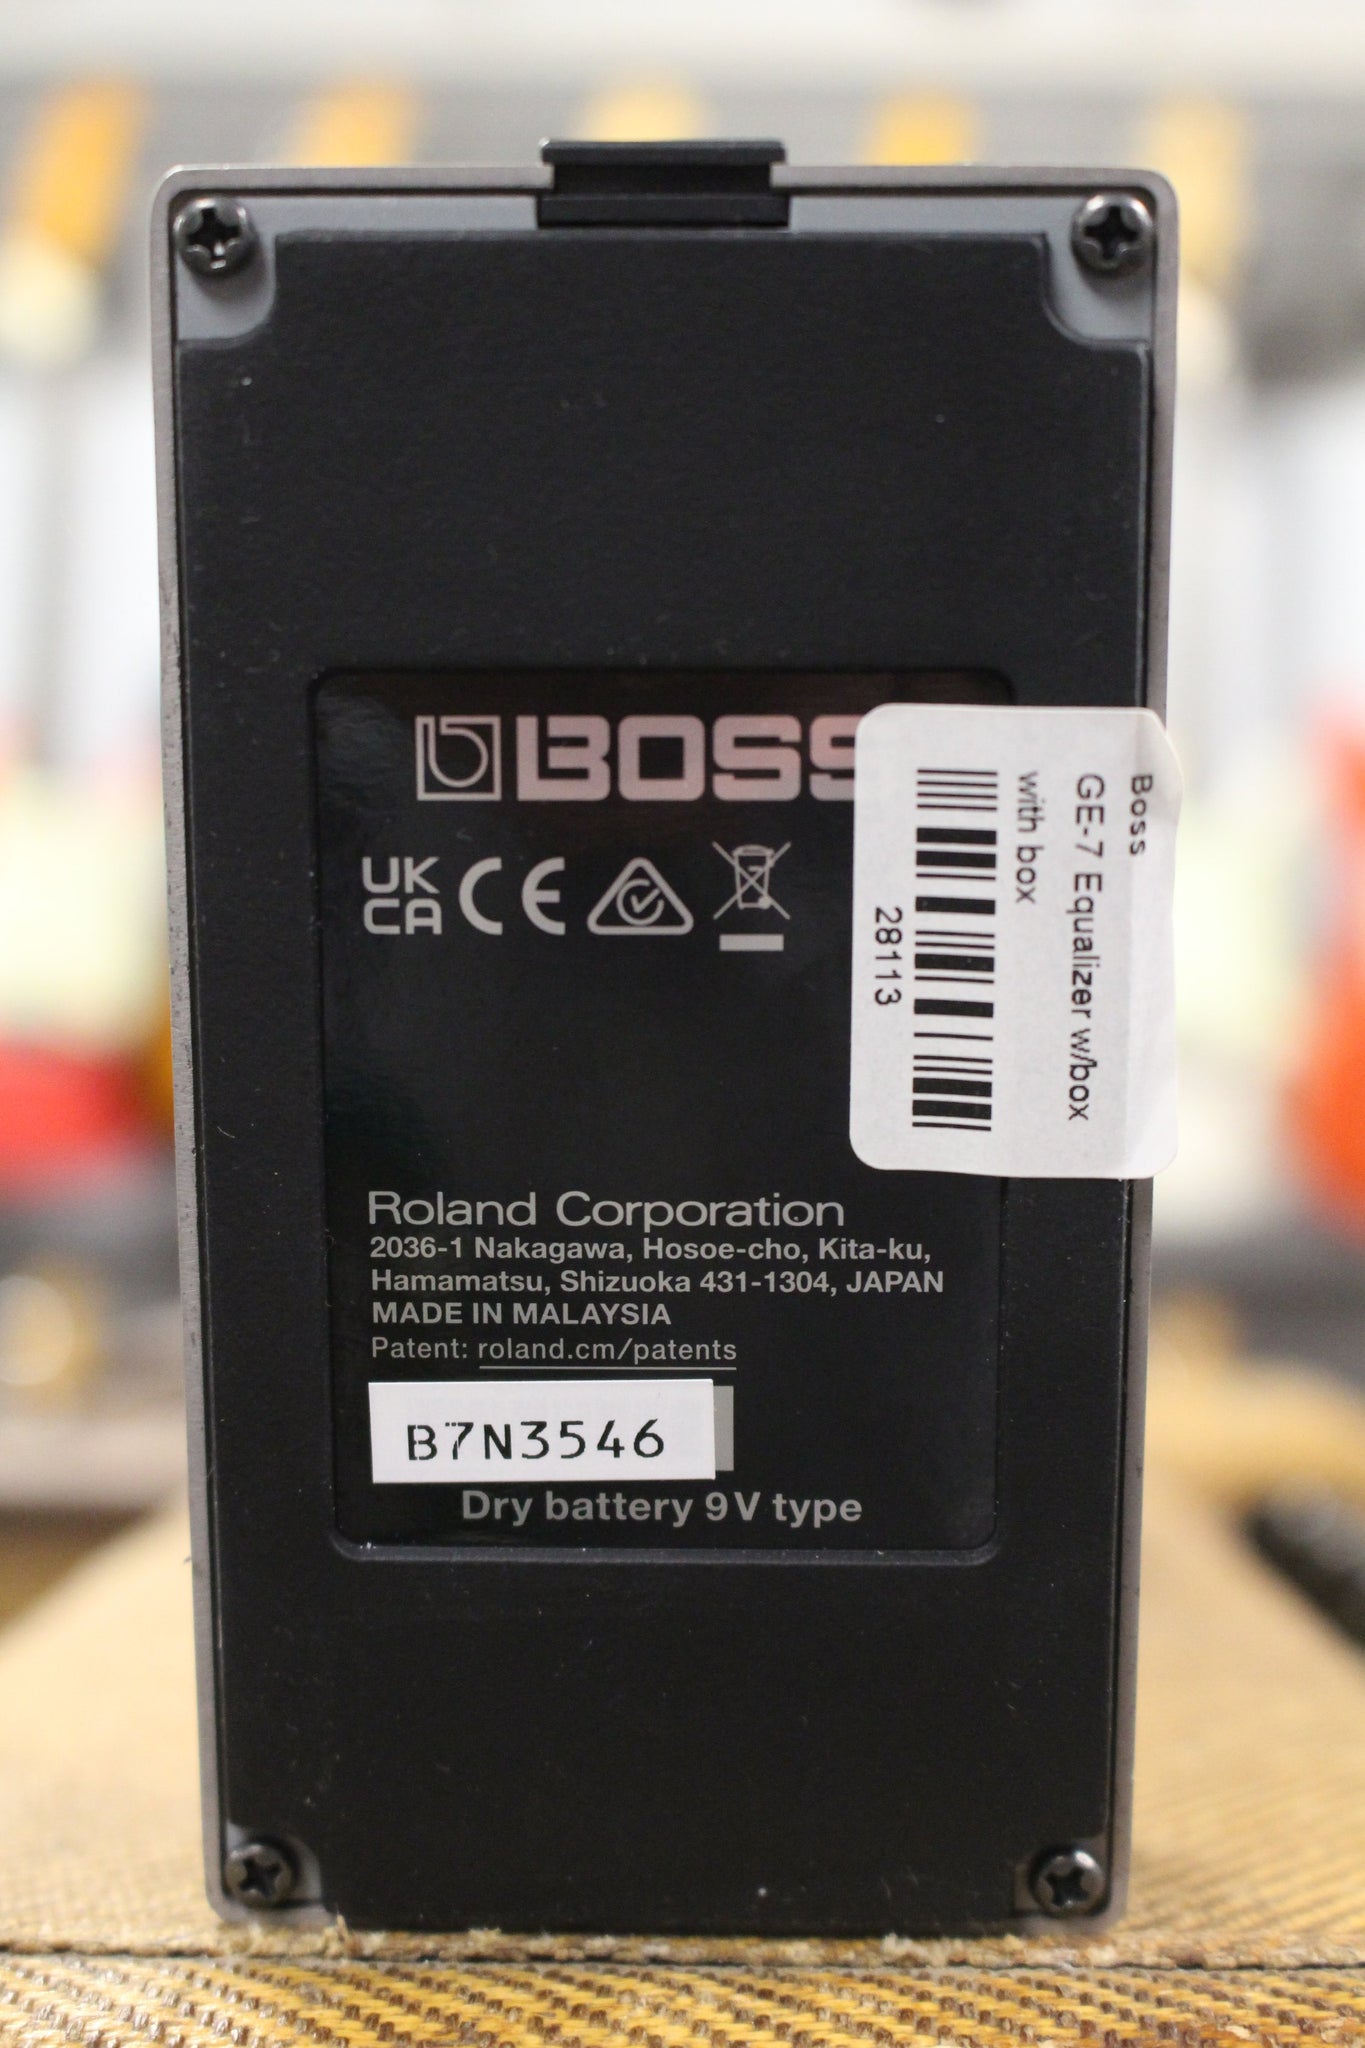 BOSS
UK
CA
CE
Boss
GE-7 Equalizer w/box
with box
28113
Roland Corporation
2036-1 Nakagawa, Hosoe-cho, Kita-ku,
Hamamatsu, Shizuoka 431-1304, JAPAN
MADE IN MALAYSIA
Patent: roland.cm/patents
B7N3546
Dry battery 9V type